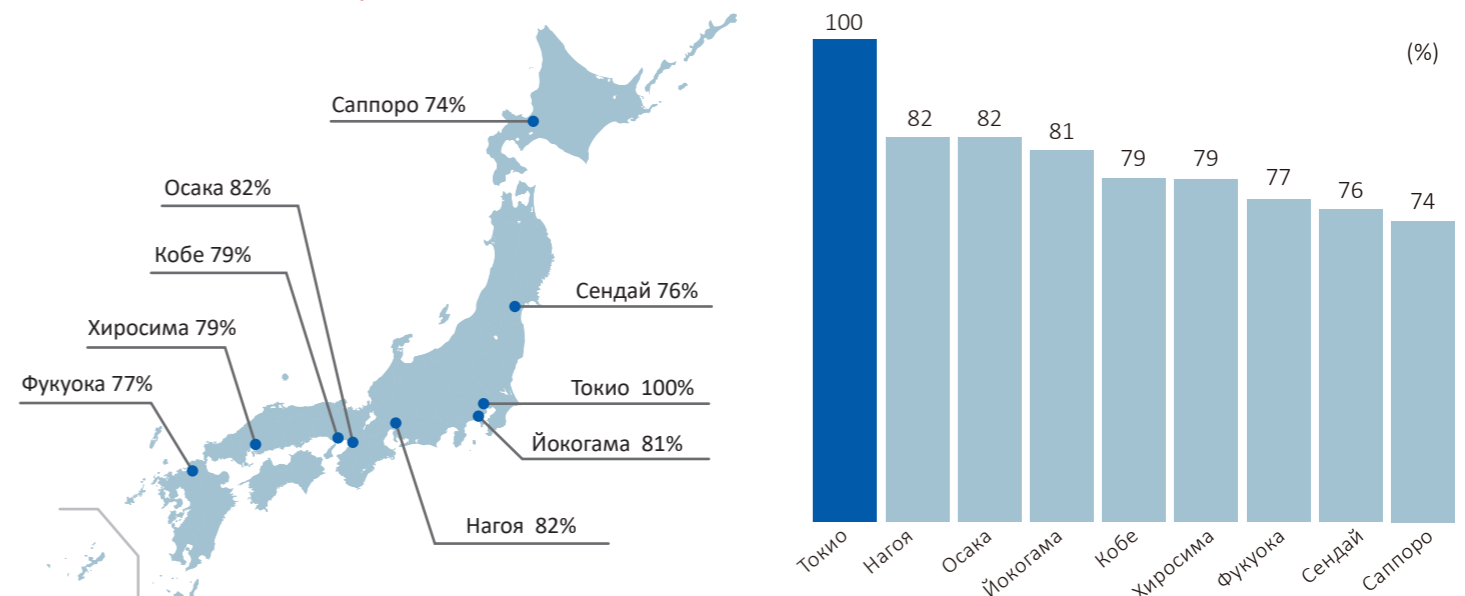 Саппоро 74%
Осака 82%
Кобе 79%
Сендай 76%
Хиросима 79%
Фукуока 77%
Токио 100%
Йокогама 81%
Нагоя 82%
(%)
100
82
82
81
79
79
77
76
74
Токио
Нагоя
Осака
Йокогама
Кобе
Хиросима
Фукуока
Сендай
Саппоро